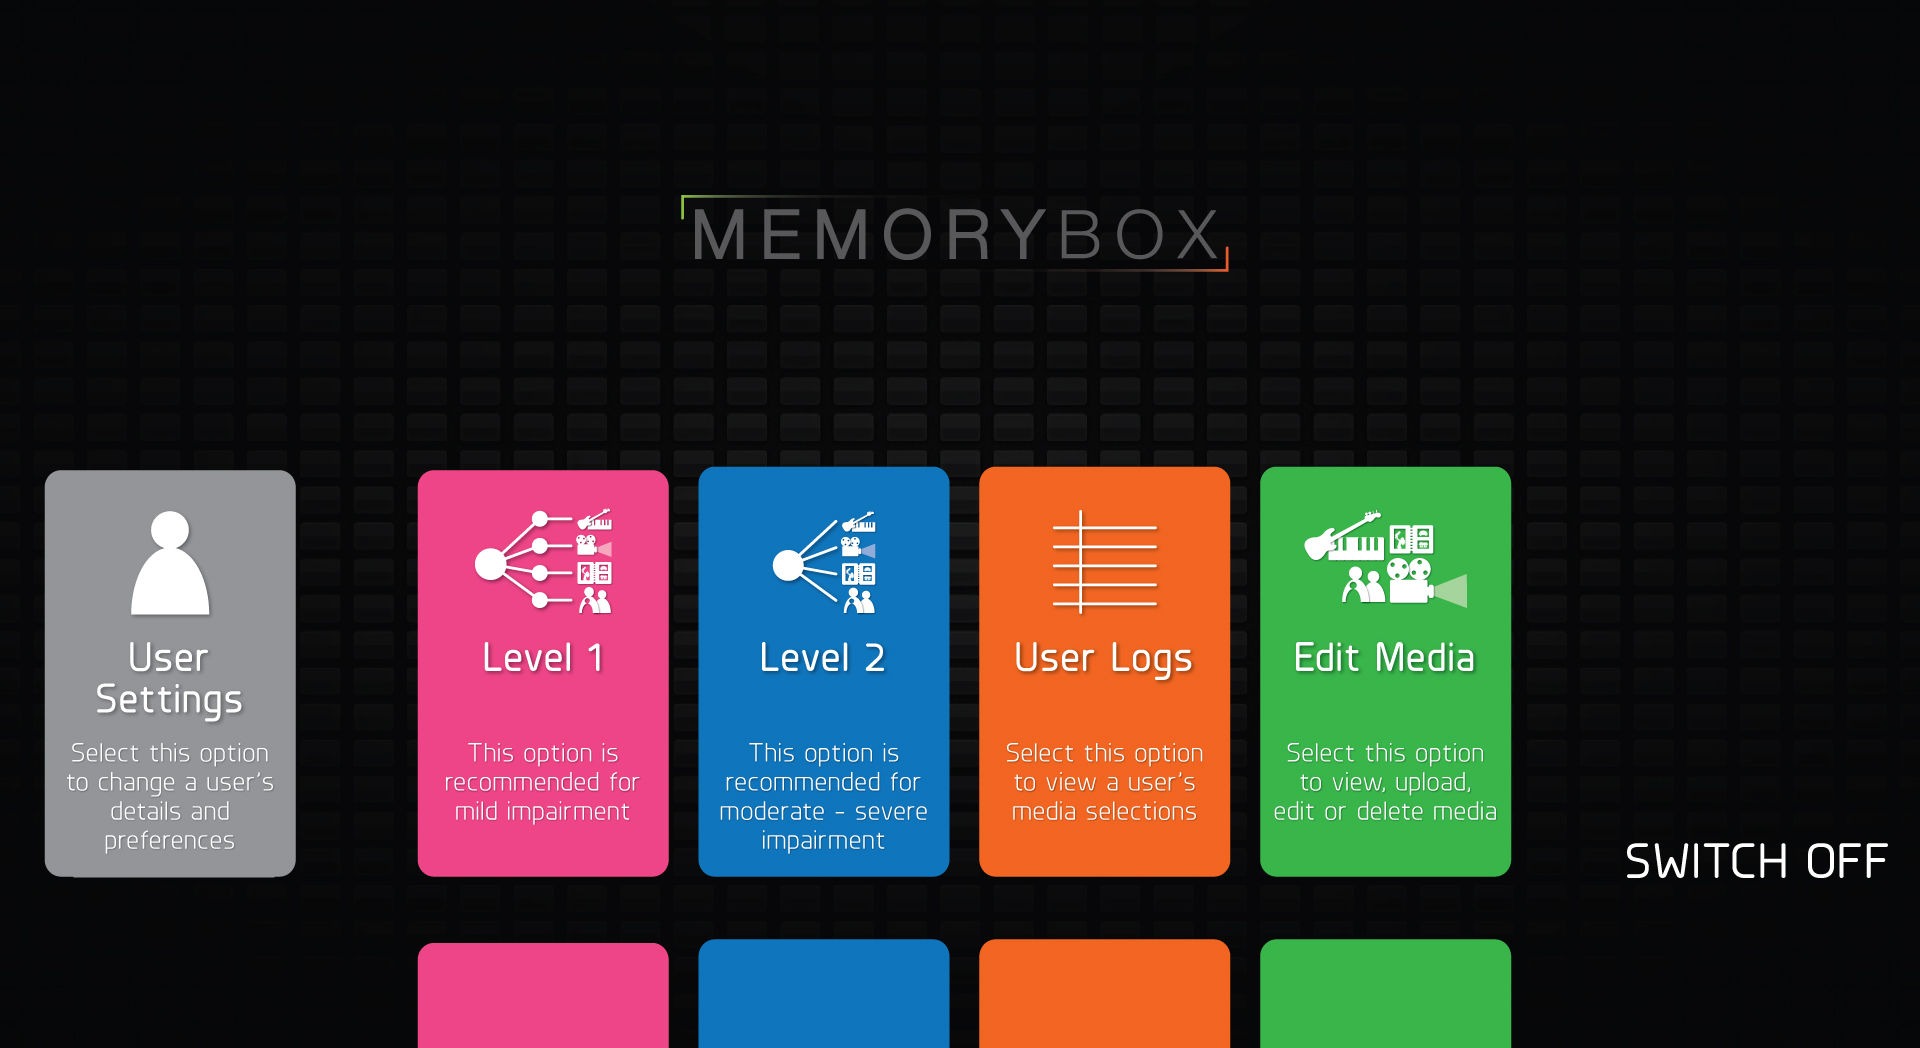 MEMORYBOX
User
Settings
Select this option
to change a user's
details and
preferences
Level 1
This option is
recommended for
mild impairment
Level 2
This option is
recommended for
moderate - severe
impairment
User Logs
Select this option
to view a user's
media selections
Edit Media
Select this option
to view, upload,
edit or delete media
SWITCH OFF